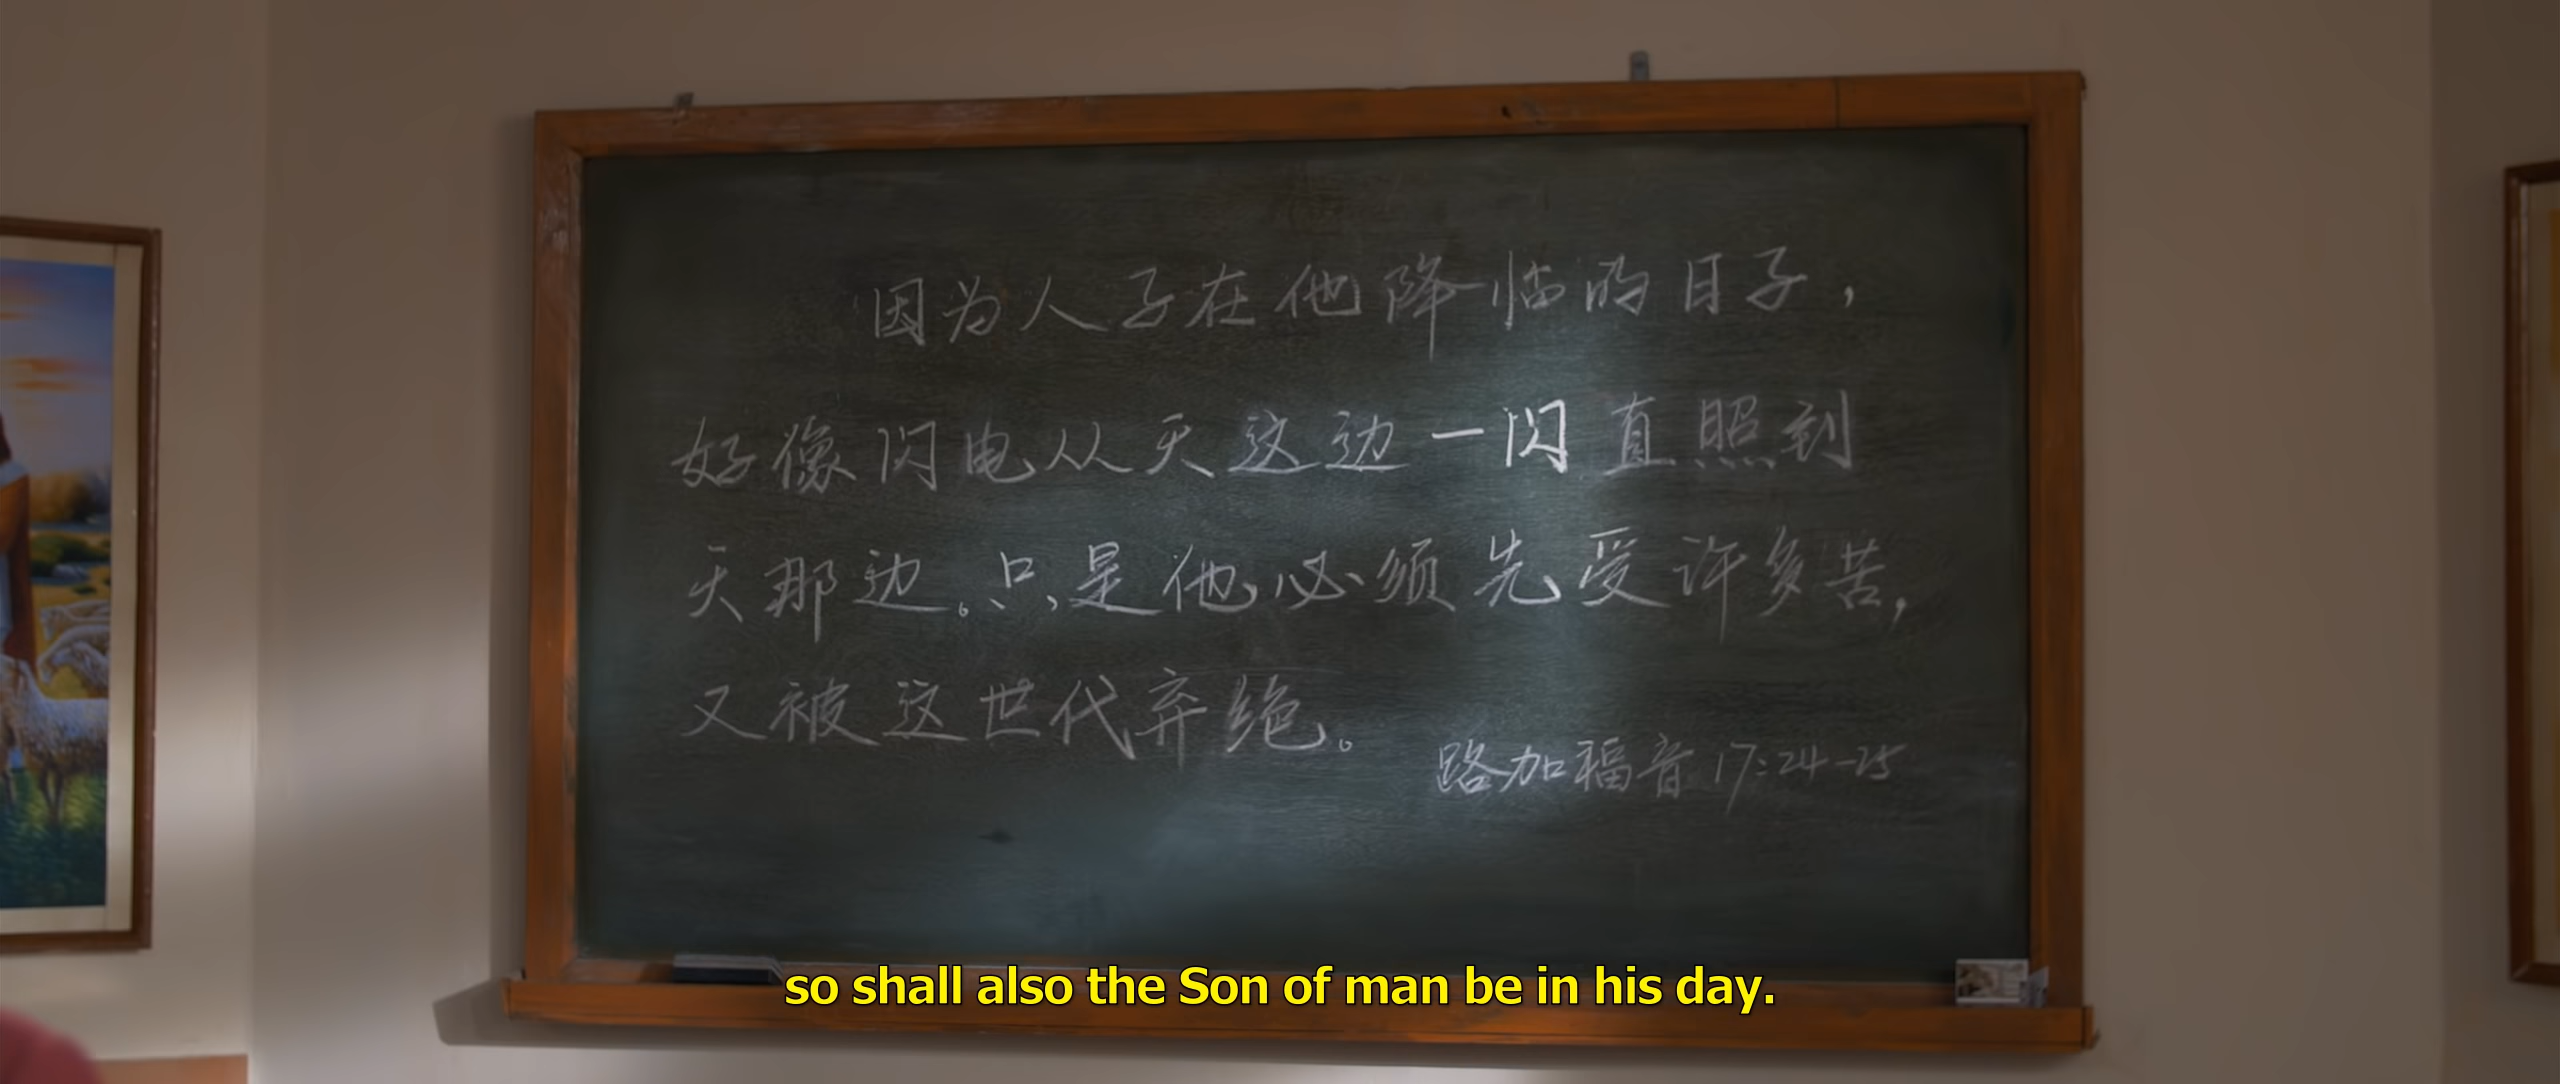 因为人子在他降临的日子，
好像闪电从天这边一闪直照到
天那边。只是他必须先受许多苦，
又被这世代弃绝。
路加福音 17:24-25
so shall also the Son of man be in his day.